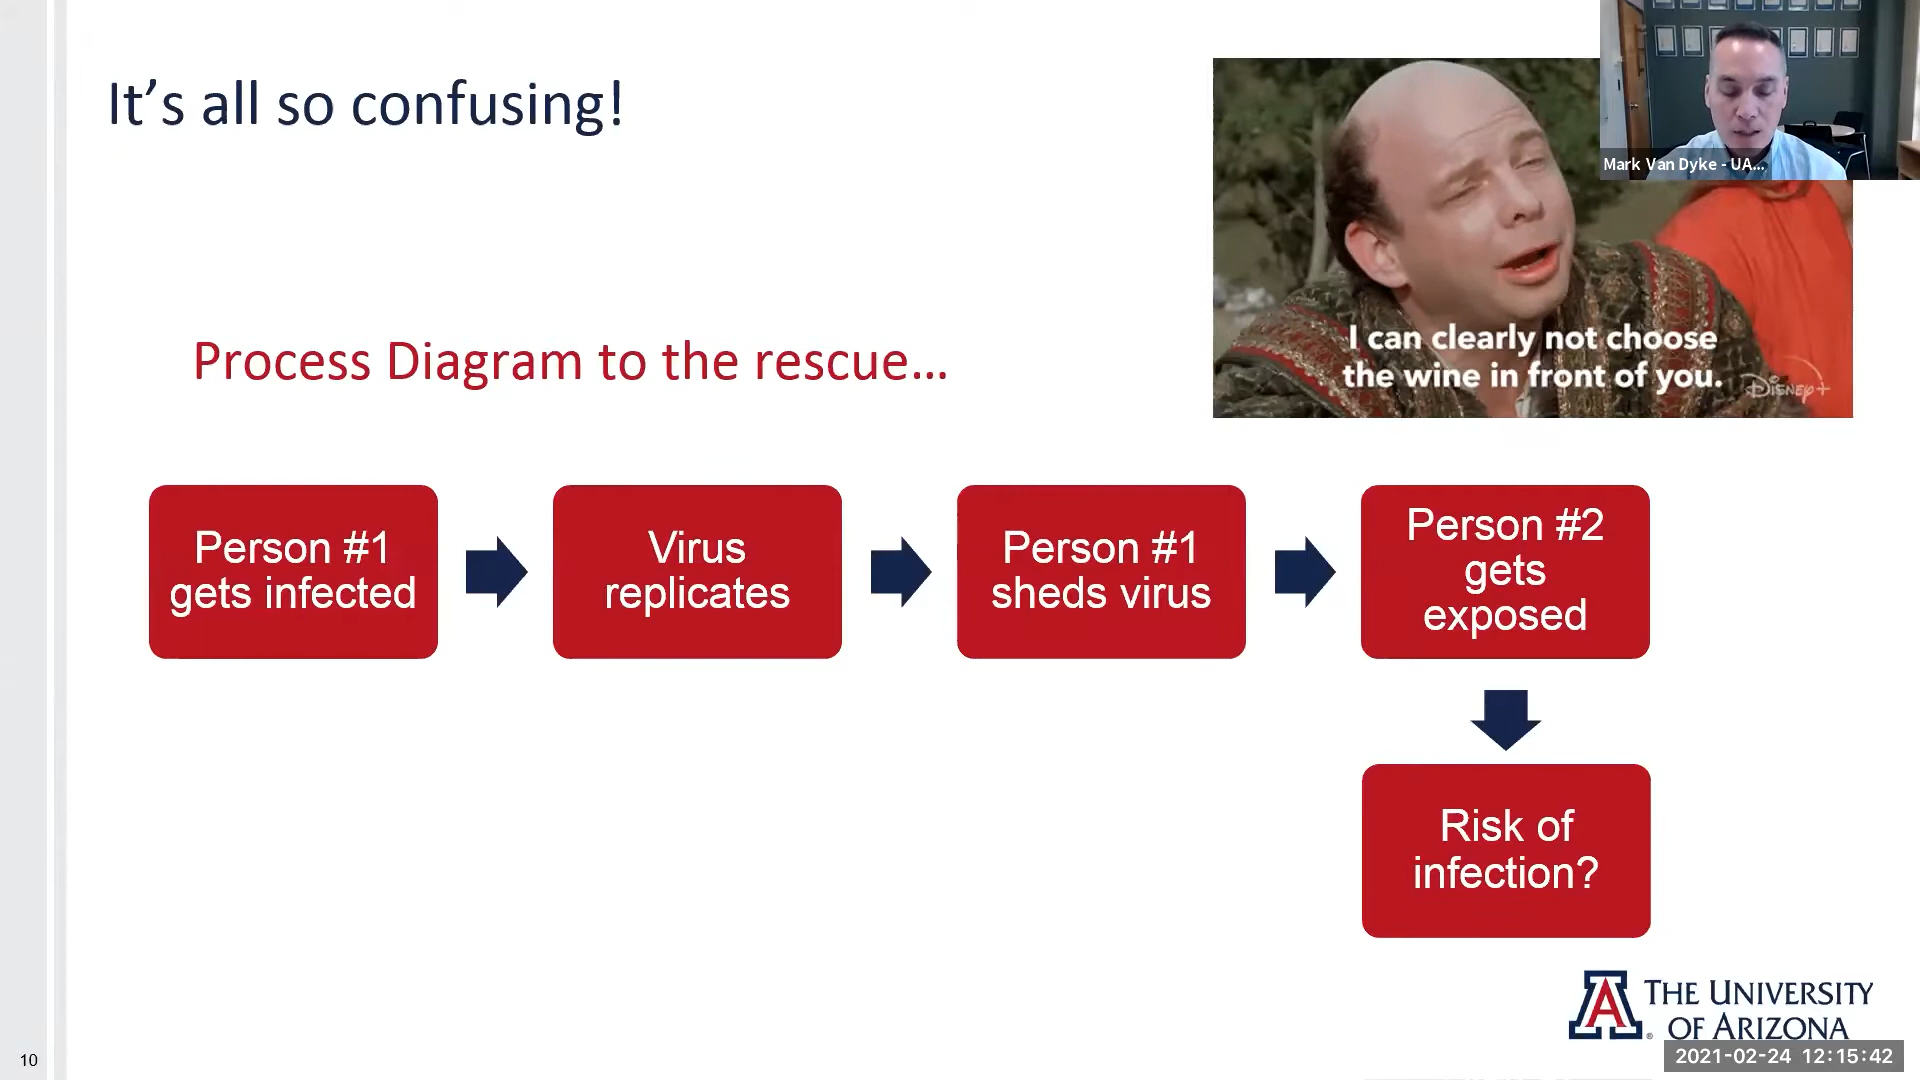 It’s all so confusing!
Mark Van Dyke - UA...
I can clearly not choose
the wine in front of you.
Disney+
Process Diagram to the rescue…
Person #1
gets infected
Virus
replicates
Person #1
sheds virus
Person #2
gets
exposed
Risk of
infection?
A
THE UNIVERSITY
OF ARIZONA
®
10
2021-02-24 12:15:42